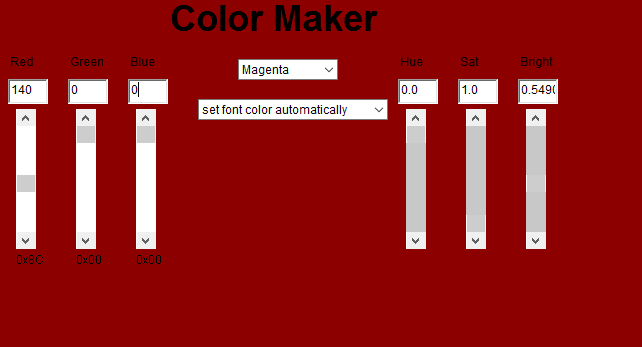 Color Maker
Red Green Blue Hue Sat Bright
Magenta
140 0 0 0.0 1.0 0.549
set font color automatically
0x8C 0x00 0x00